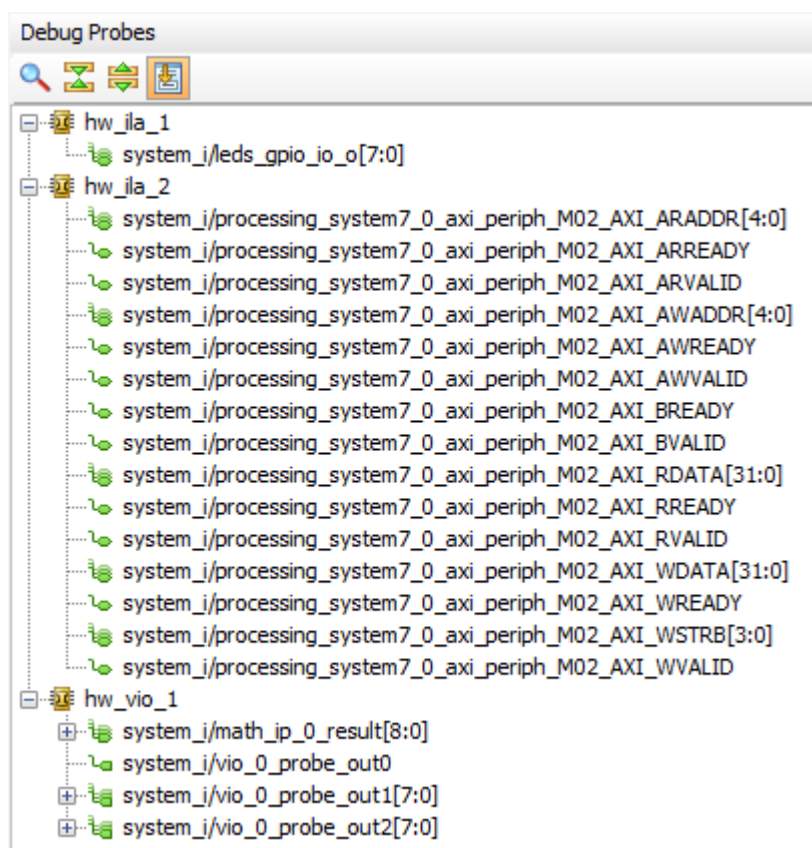 Debug Probes
hw_ila_1
system_i/leds_gpio_io_o[7:0]
hw_ila_2
system_i/processing_system7_0_axi_periph_M02_AXI_ARADDR[4:0]
system_i/processing_system7_0_axi_periph_M02_AXI_ARREADY
system_i/processing_system7_0_axi_periph_M02_AXI_ARVALID
system_i/processing_system7_0_axi_periph_M02_AXI_AWADDR[4:0]
system_i/processing_system7_0_axi_periph_M02_AXI_AWREADY
system_i/processing_system7_0_axi_periph_M02_AXI_AWVALID
system_i/processing_system7_0_axi_periph_M02_AXI_BREADY
system_i/processing_system7_0_axi_periph_M02_AXI_BVALID
system_i/processing_system7_0_axi_periph_M02_AXI_RDATA[31:0]
system_i/processing_system7_0_axi_periph_M02_AXI_RREADY
system_i/processing_system7_0_axi_periph_M02_AXI_RVALID
system_i/processing_system7_0_axi_periph_M02_AXI_WDATA[31:0]
system_i/processing_system7_0_axi_periph_M02_AXI_WREADY
system_i/processing_system7_0_axi_periph_M02_AXI_WSTRB[3:0]
system_i/processing_system7_0_axi_periph_M02_AXI_WVALID
hw_vio_1
system_i/math_ip_0_result[8:0]
system_i/vio_0_probe_out0
system_i/vio_0_probe_out1[7:0]
system_i/vio_0_probe_out2[7:0]